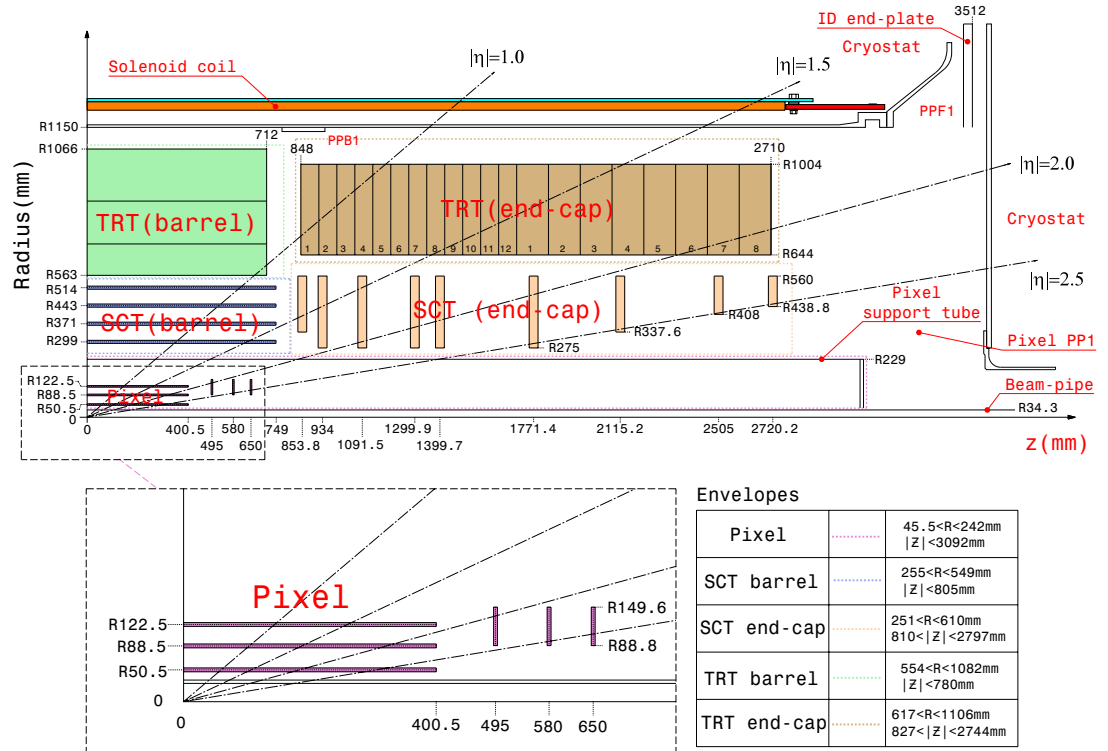 ID end-plate
3512
Cryostat
|η|=1.0
|η|=1.5
Solenoid coil
PPF1
R1150
PPB1
712
848
2710
R1066
R1004
|η|=2.0
TRT(barrel)
TRT(end-cap)
Radius(mm)
Cryostat
1 2 3 4 5 6 7 8 9 10 11 12 1 2 3 4 5 6 7 8
R644
R563
R560
|η|=2.5
R514
R443
SCT(barrel)
SCT (end-cap)
R438.8
R408
Pixel
support tube
R371
R337.6
R299
R275
Pixel PP1
R229
R122.5
R88.5
Pixel
R50.5
Beam-pipe
R34.3
0
0
400.5
580
749
934
1299.9
1771.4
2115.2
2505
2720.2
495
650
853.8
1091.5
1399.7
z(mm)
Pixel
R122.5
R149.6
R88.5
R88.8
R50.5
0
0
400.5
495
580
650
Envelopes
Pixel
45.5<R<242mm
|Z|<3092mm
SCT barrel
255<R<549mm
|Z|<805mm
SCT end-cap
251<R<610mm
810<|Z|<2797mm
TRT barrel
554<R<1082mm
|Z|<780mm
TRT end-cap
617<R<1106mm
827<|Z|<2744mm